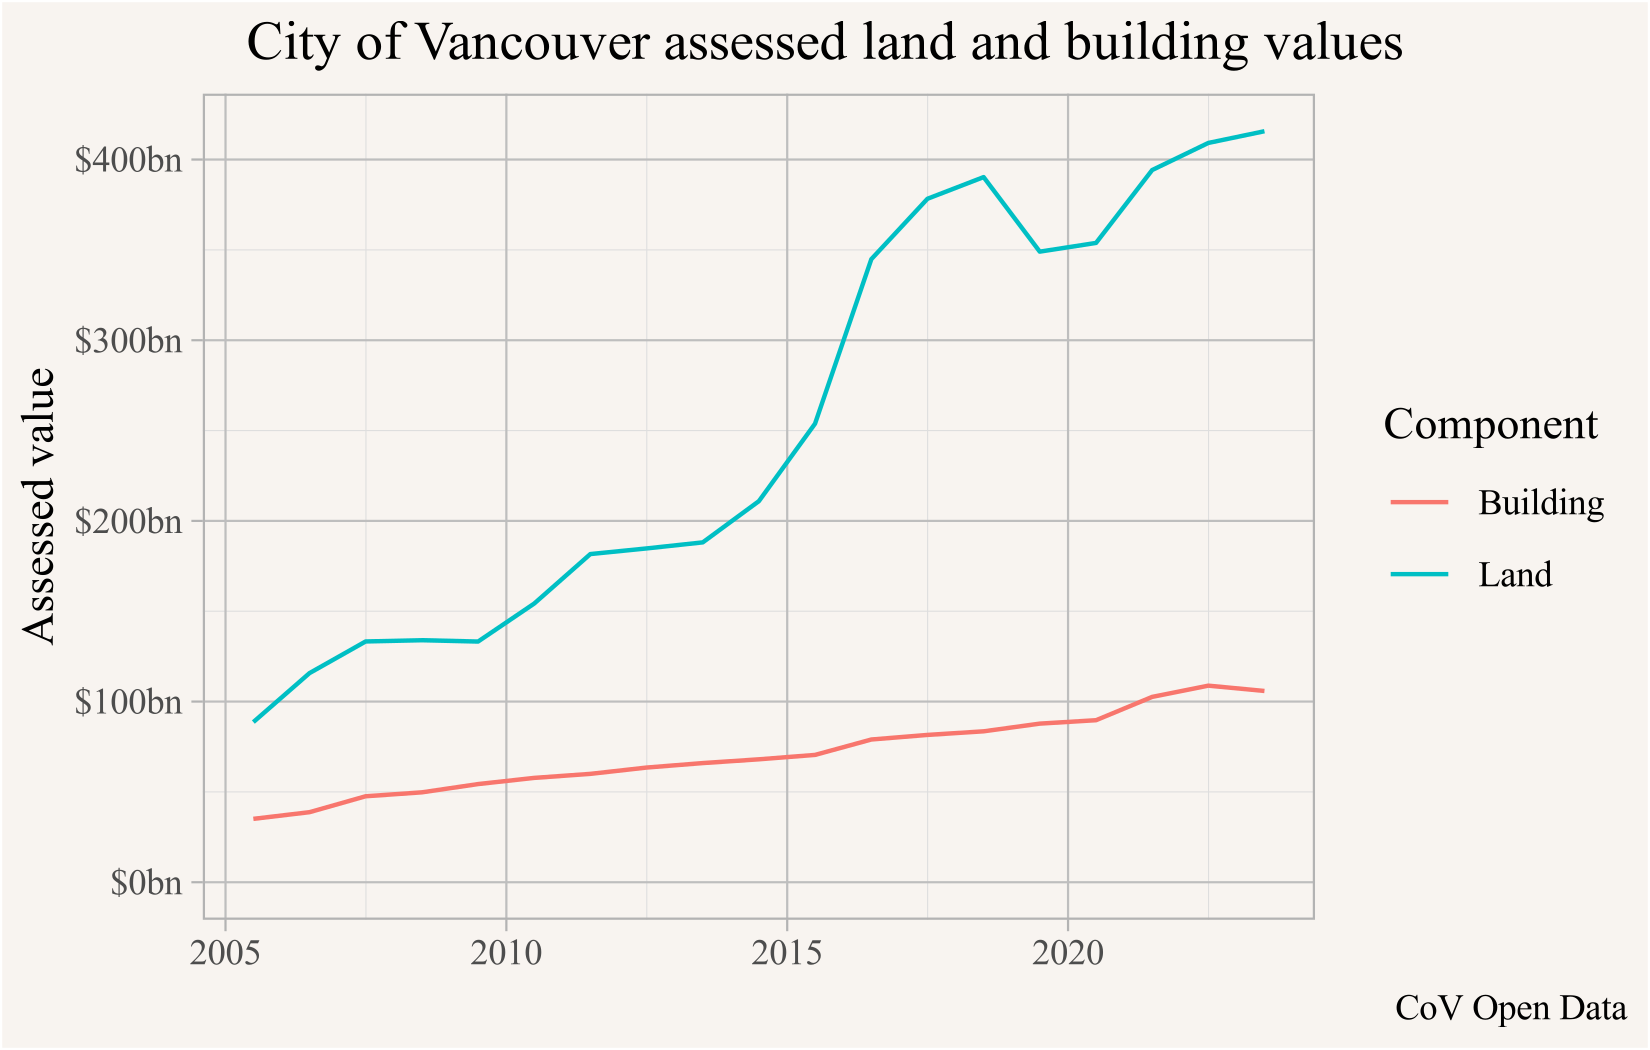 City of Vancouver assessed land and building values
Assessed value
$400bn
$300bn
$200bn
$100bn
$0bn
2005 2010 2015 2020
Component
Building
Land
CoV Open Data